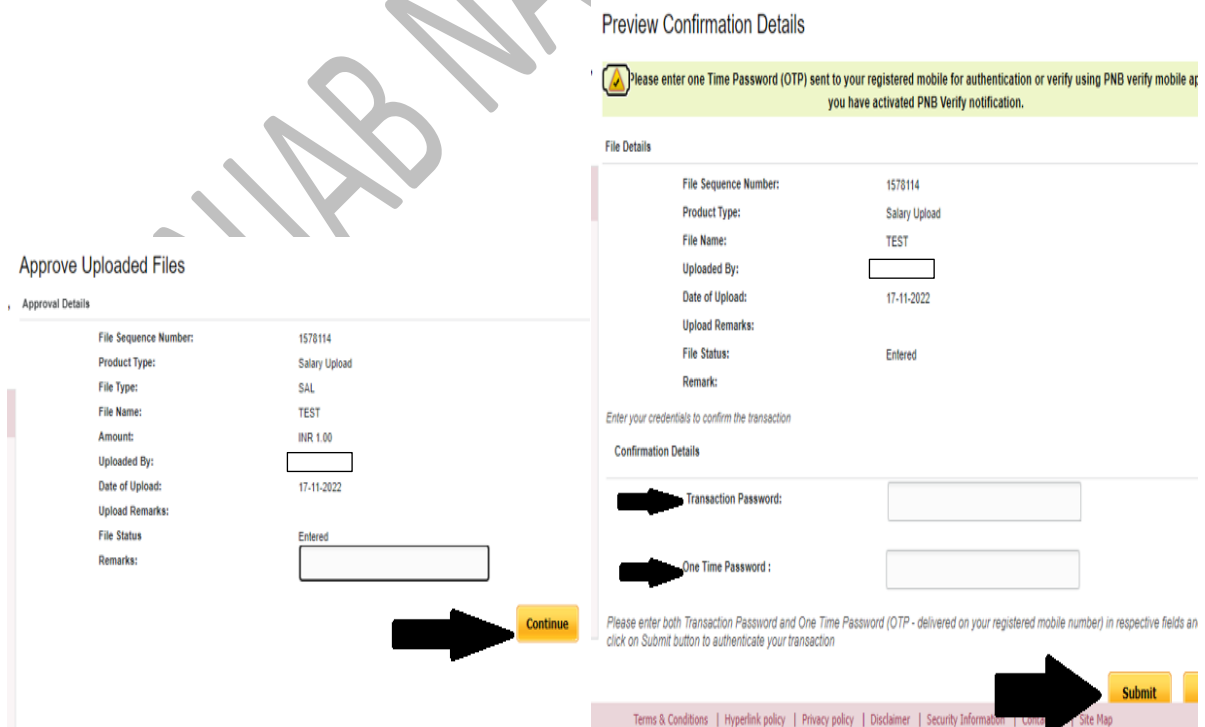 Approve Uploaded Files
Approval Details
File Sequence Number: 1578114
Product Type: Salary Upload
File Type: SAL
File Name: TEST
Amount: INR 1.00
Uploaded By:
Date of Upload: 17-11-2022
Upload Remarks:
File Status Entered
Remarks:
Continue
Preview Confirmation Details
Please enter one Time Password (OTP) sent to your registered mobile for authentication or verify using PNB verify mobile
you have activated PNB Verify notification.
File Details
File Sequence Number: 1578114
Product Type: Salary Upload
File Name: TEST
Uploaded By:
Date of Upload: 17-11-2022
Upload Remarks:
File Status: Entered
Remark:
Enter your credentials to confirm the transaction
Confirmation Details
Transaction Password:
One Time Password :
Please enter both Transaction Password and One Time Password (OTP - delivered on your registered mobile number) in respective fields
click on Submit button to authenticate your transaction
Submit
Terms & Conditions | Hyperlink policy | Privacy policy | Disclaimer | Security Information | | Site Map